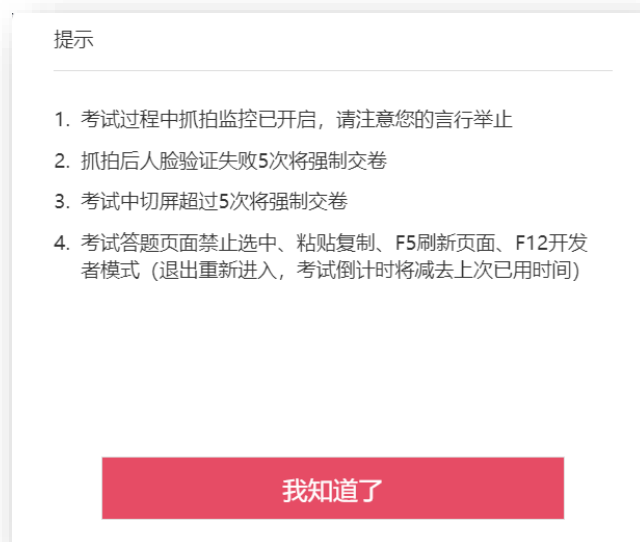 提示
1. 考试过程中抓拍监控已开启，请注意您的言行举止
2. 抓拍后人脸验证失败5次将强制交卷
3. 考试中切屏超过5次将强制交卷
4. 考试答题页面禁止选中、粘贴复制、F5刷新页面、F12开发
者模式（退出重新进入，考试倒计时将减去上次已用时间）
我知道了